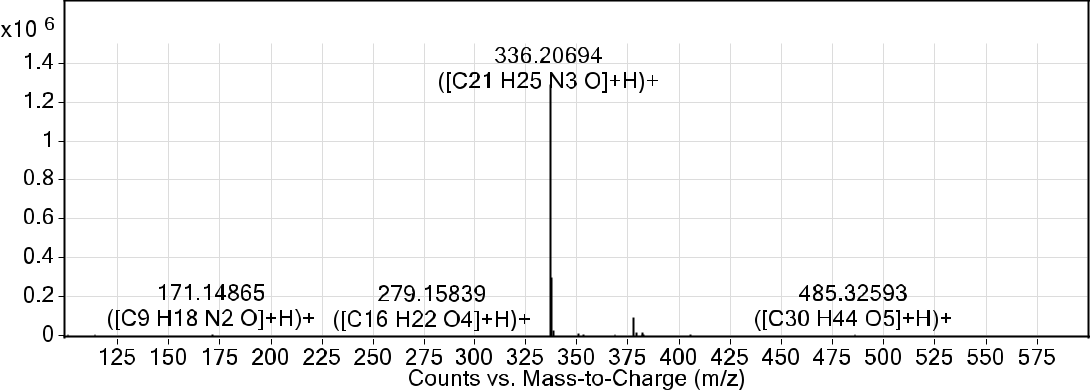 x10 6
1.4
1.2
1
0.8
0.6
0.4
0.2
0
336.20694
([C21 H25 N3 O]+H)+
171.14865
([C9 H18 N2 O]+H)+
279.15839
([C16 H22 O4]+H)+
485.32593
([C30 H44 O5]+H)+
125 150 175 200 225 250 275 300 325 350 375 400 425 450 475 500 525 550 575
Counts vs. Mass-to-Charge (m/z)